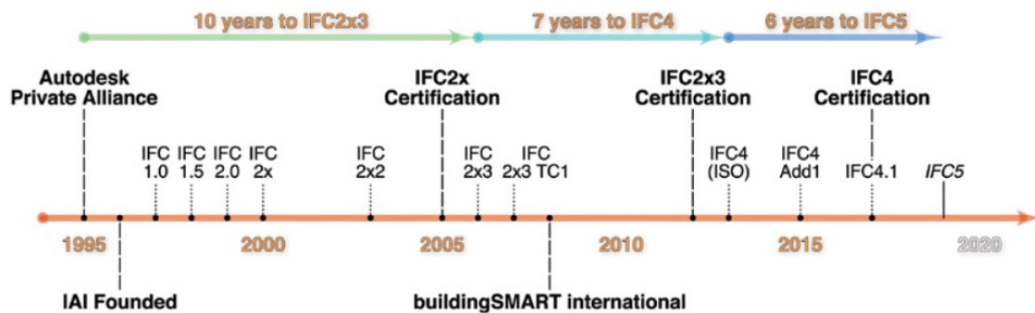 10 years to IFC2x3
7 years to IFC4
6 years to IFC5
Autodesk
Private Alliance
IFC2x
Certification
IFC2x3
Certification
IFC4
Certification
IFC
1.0
IFC
1.5
IFC
2.0
IFC
2x
IFC
2x2
IFC
2x3
IFC
2x3 TC1
IFC4
(ISO)
IFC4
Add1
IFC4.1
IFC5
1995
2000
2005
2010
2015
2020
IAI Founded
buildingSMART international